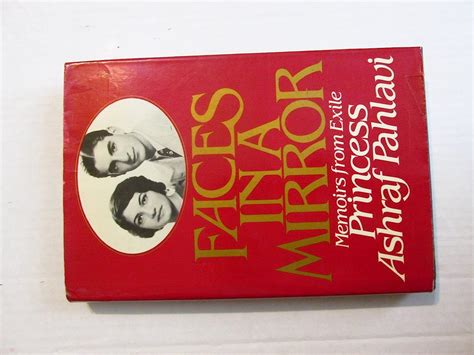 FACES
IN A
MIRROR
Memoirs from Exile
Princess
Ashraf Pahlavi